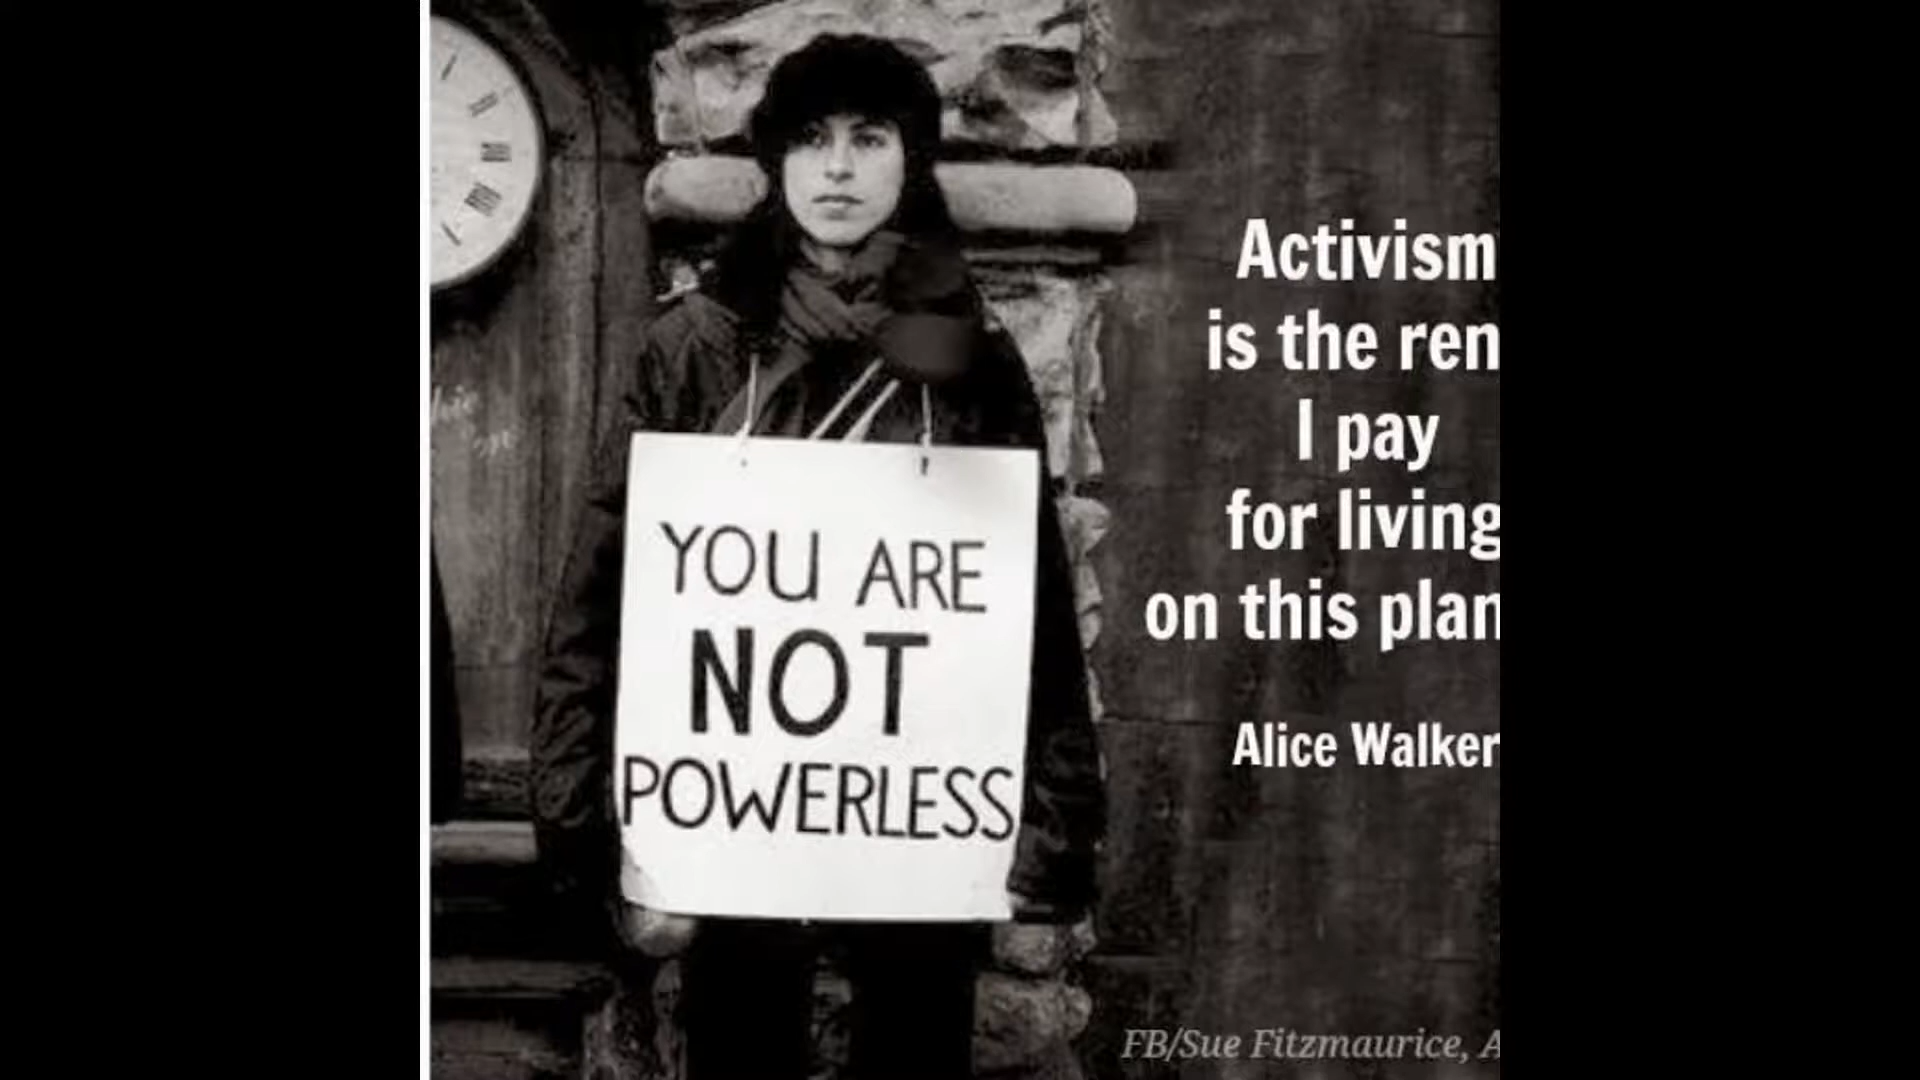 YOU ARE
NOT
POWERLESS
Activism
is the ren
I pay
for living
on this plan
Alice Walker
FB/Sue Fitzmaurice, A